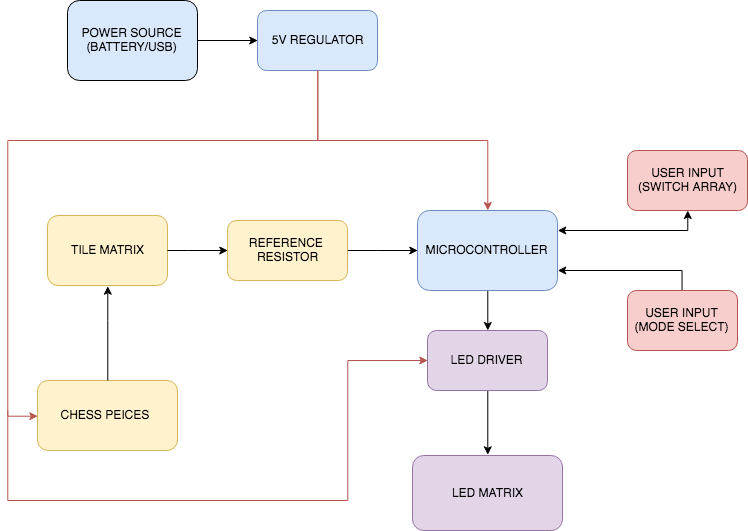 POWER SOURCE
(BATTERY/USB)
5V REGULATOR
USER INPUT
(SWITCH ARRAY)
TILE MATRIX
REFERENCE
RESISTOR
MICROCONTROLLER
USER INPUT
(MODE SELECT)
LED DRIVER
CHESS PEICES
LED MATRIX